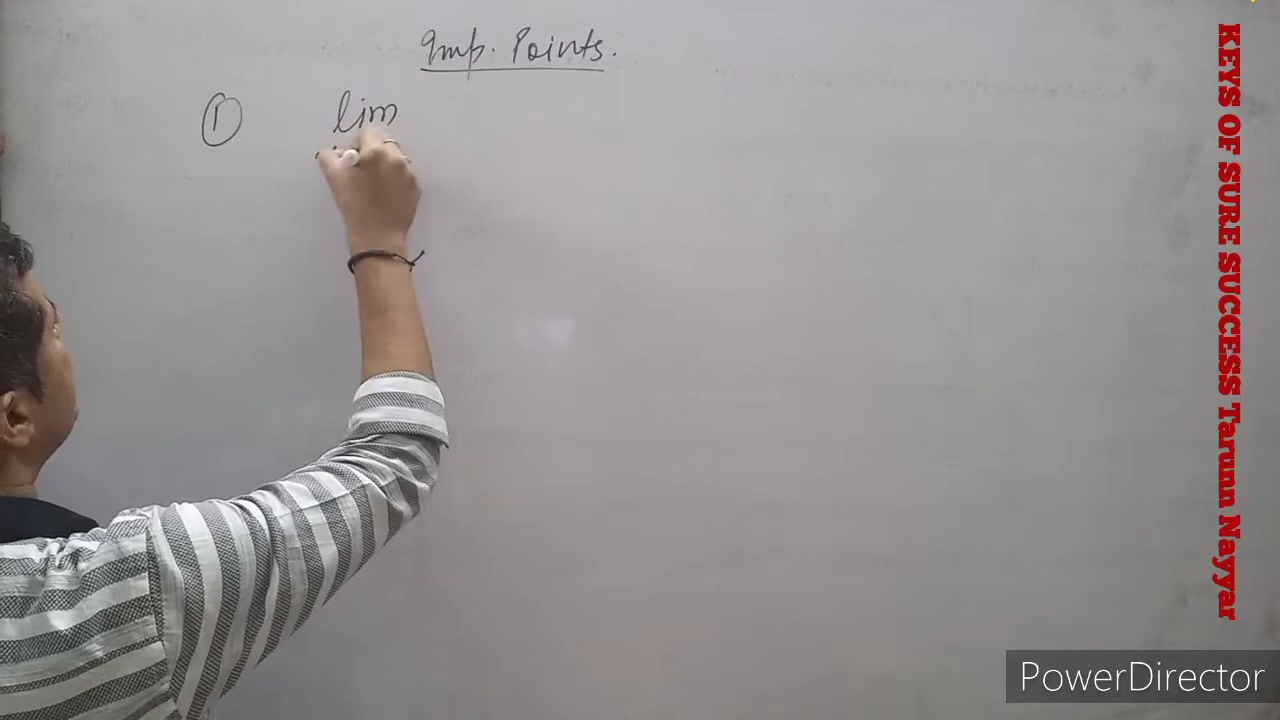 Imp. Points.
① lim
KEYS OF SURE SUCCESS Tarunn Nayyar
PowerDirector